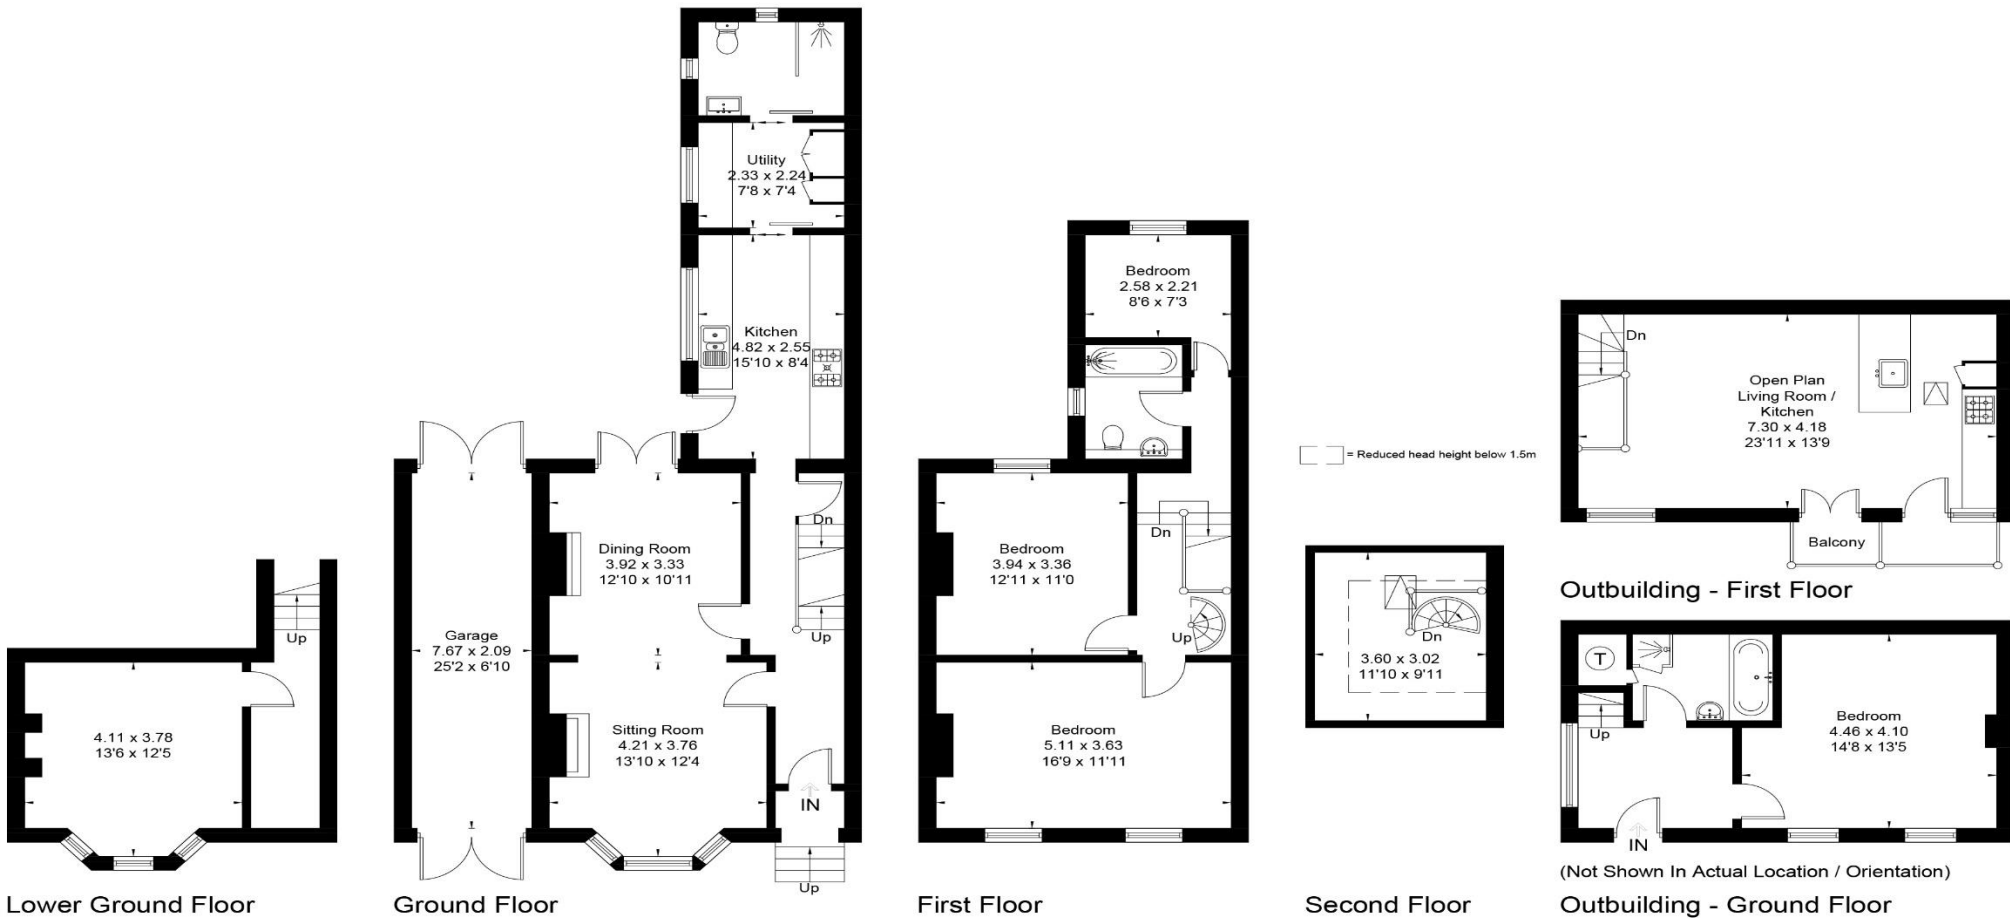 Up
4.11 x 3.78
13'6 x 12'5
Lower Ground Floor
Utility
2.33 x 2.24
7'8 x 7'4
Kitchen
4.82 x 2.55
15'10 x 8'4
Dn
Dining Room
3.92 x 3.33
12'10 x 10'11
Garage
7.67 x 2.09
25'2 x 6'10
Up
Sitting Room
4.21 x 3.76
13'10 x 12'4
IN
Up
Ground Floor
Bedroom
2.58 x 2.21
8'6 x 7'3
Dn
Bedroom
3.94 x 3.36
12'11 x 11'0
Up
Bedroom
5.11 x 3.63
16'9 x 11'11
First Floor
= Reduced head height below 1.5m
Dn
3.60 x 3.02
11'10 x 9'11
Second Floor
Dn
Open Plan
Living Room /
Kitchen
7.30 x 4.18
23'11 x 13'9
Balcony
Outbuilding - First Floor
T
Up
Bedroom
4.46 x 4.10
14'8 x 13'5
IN
(Not Shown In Actual Location / Orientation)
Outbuilding - Ground Floor